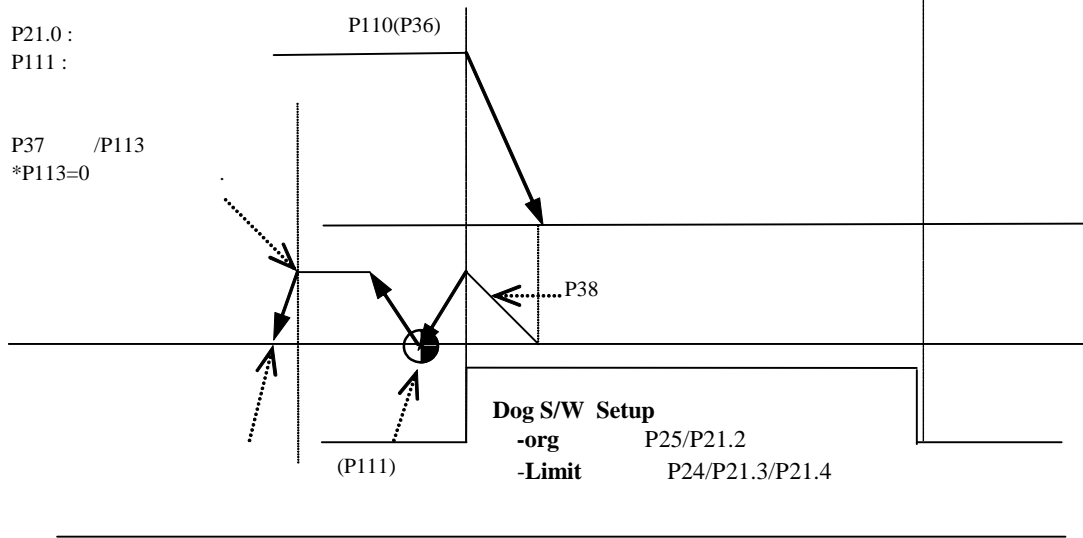 P110(P36)
P21.0 :
P111 :
P37 /P113
*P113=0 .
P38
Dog S/W Setup
-org P25/P21.2
(P111)
-Limit P24/P21.3/P21.4